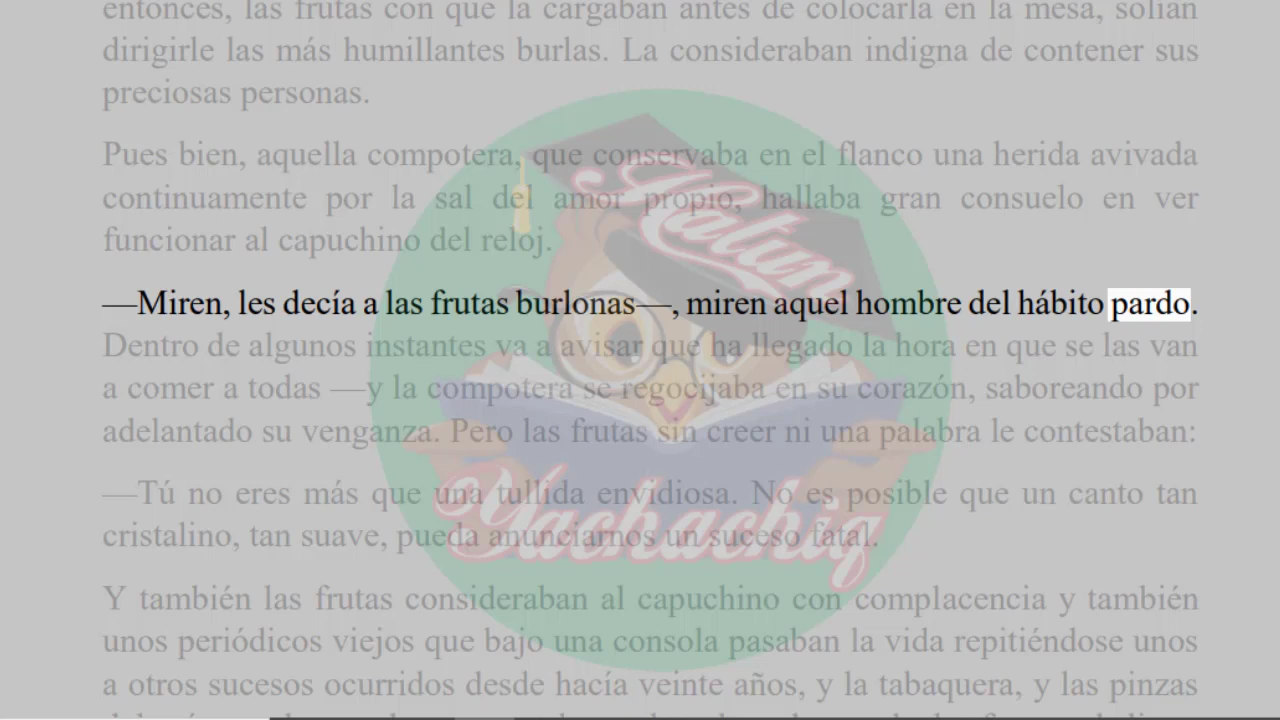 entonces, las frutas con que la cargaban antes de colocarla en la mesa, solían
dirigirle las más humillantes burlas. La consideraban indigna de contener sus
preciosas personas.
Pues bien, aquella compotera, que conservaba en el flanco una herida avivada
continuamente por la sal del amor propio, hallaba gran consuelo en ver
funcionar al capuchino del reloj.
—Miren, les decía a las frutas burlonas—, miren aquel hombre del hábito pardo.
Dentro de algunos instantes va a avisar que ha llegado la hora en que se las van
a comer a todas —y la compotera se regocijaba en su corazón, saboreando por
adelantado su venganza. Pero las frutas sin creer ni una palabra le contestaban:
—Tú no eres más que una tullida envidiosa. No es posible que un canto tan
cristalino, tan suave, pueda anunciarnos un suceso fatal.
Y también las frutas consideraban al capuchino con complacencia y también
unos periódicos viejos que bajo una consola pasaban la vida repitiéndose unos
a otros sucesos ocurridos desde hacía veinte años, y la tabaquera, y las pinzas
Hatun
Yachachiq